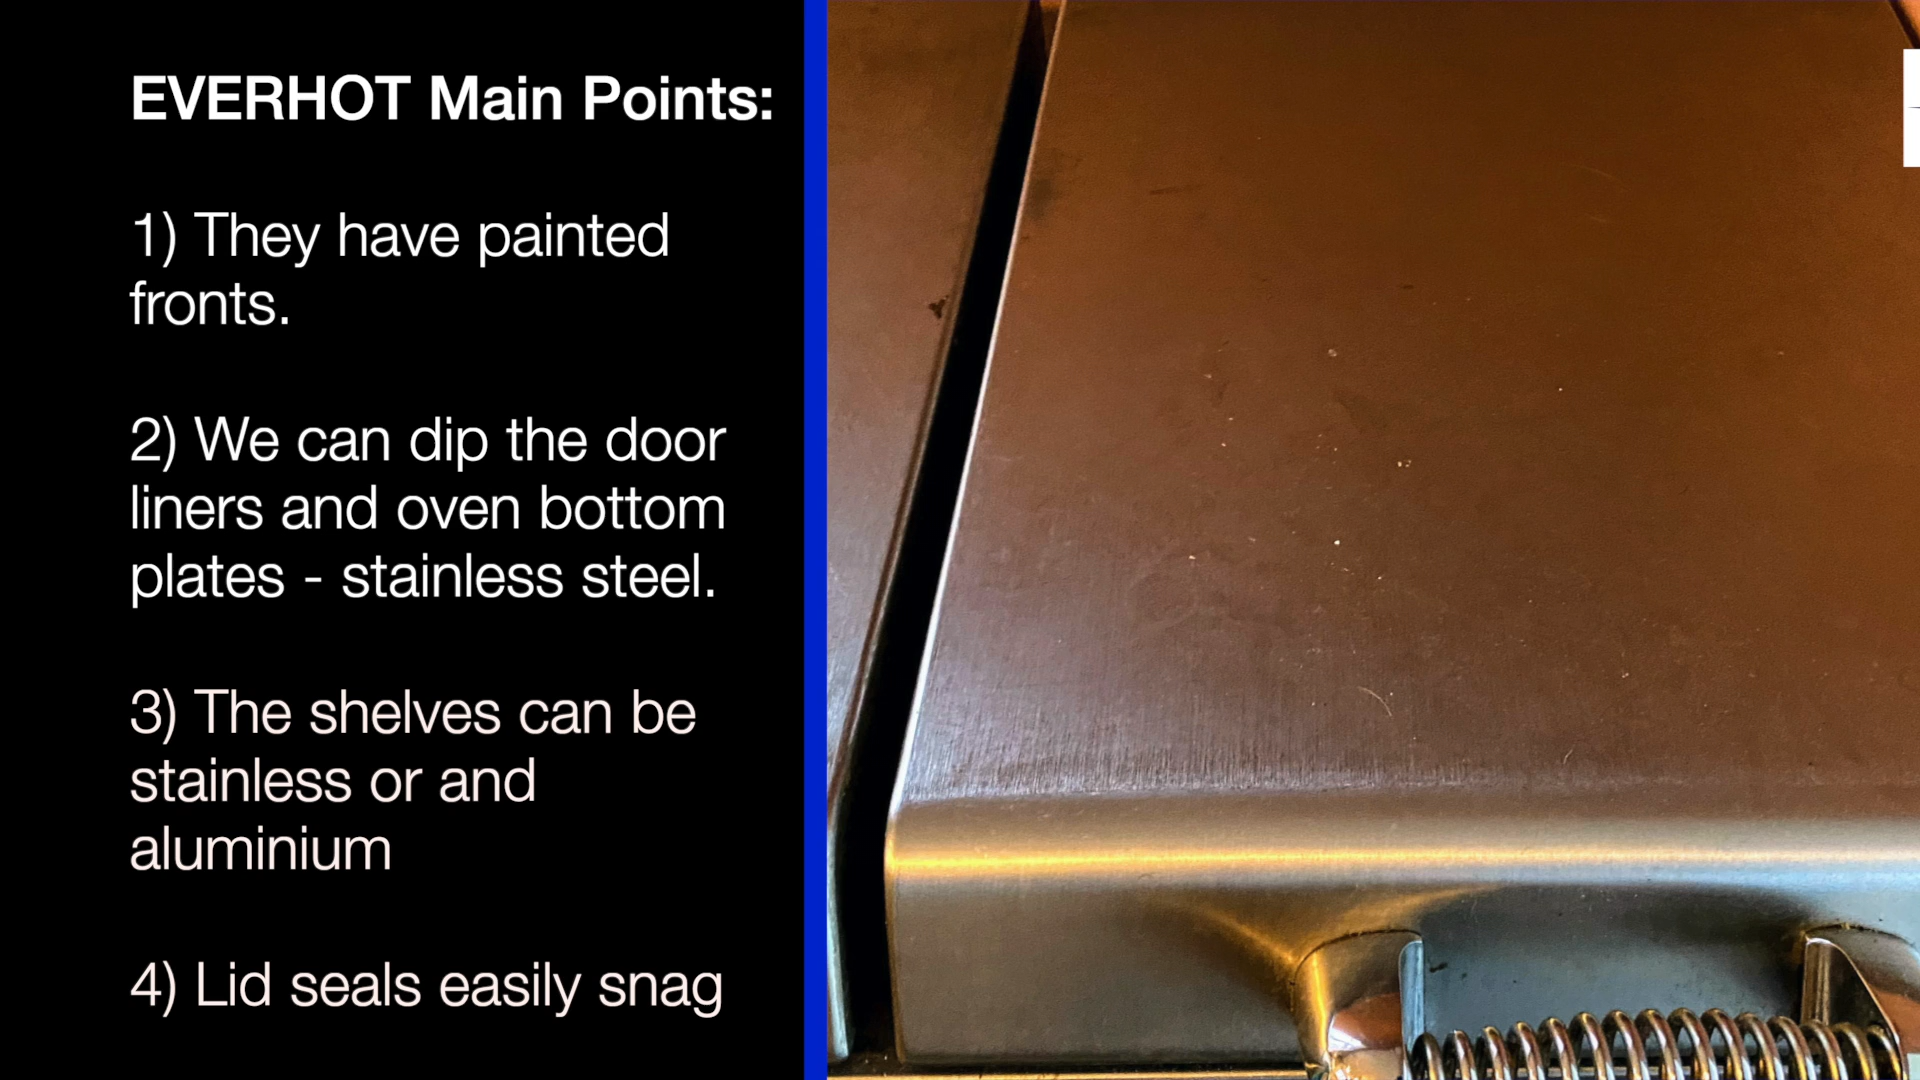 EVERHOT Main Points:
1) They have painted
fronts.
2) We can dip the door
liners and oven bottom
plates - stainless steel.
3) The shelves can be
stainless or and
aluminium
4) Lid seals easily snag